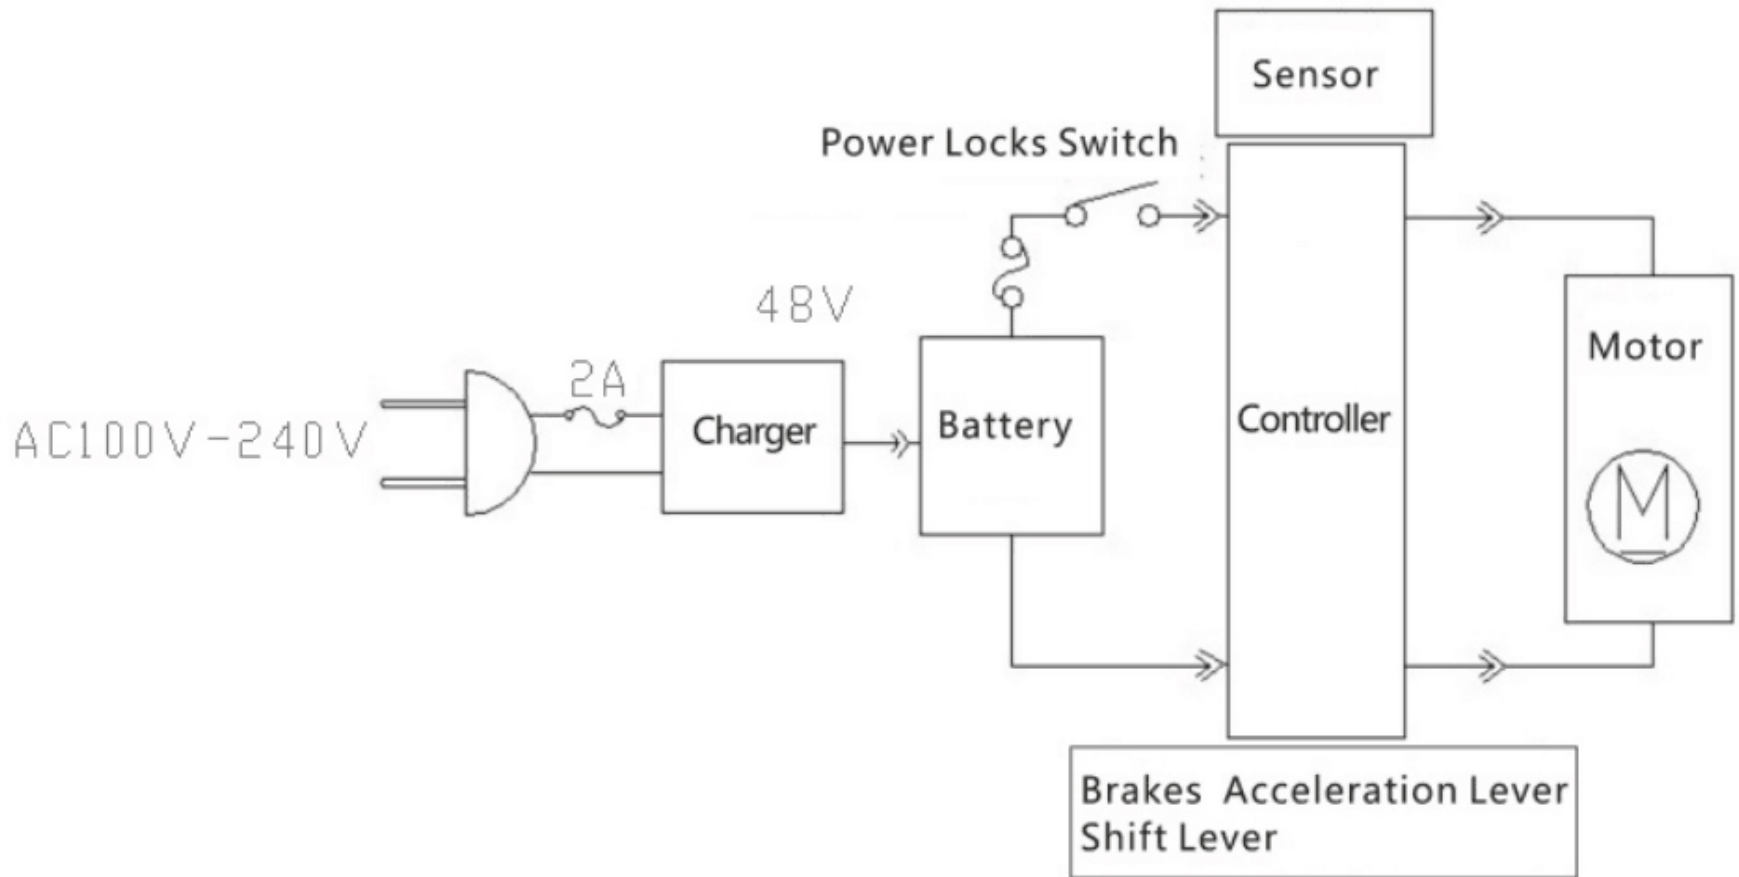 Sensor
Power Locks Switch
48V
2A
Motor
AC100V-240V
Charger
Battery
Controller
M
Brakes Acceleration Lever
Shift Lever